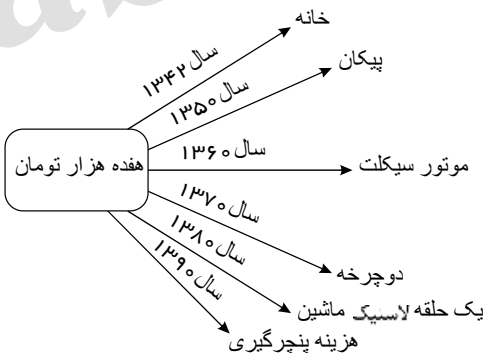 خانه
سال ۱۳۴۲
پیکان
سال ۱۳۵۰
موتور سیکلت
سال ۱۳۶۰
هفده هزار تومان
سال ۱۳۷۰
دوچرخه
سال ۱۳۸۰
یک حلقه لاستیک ماشین
سال ۱۳۹۰
هزینه پنچرگیری